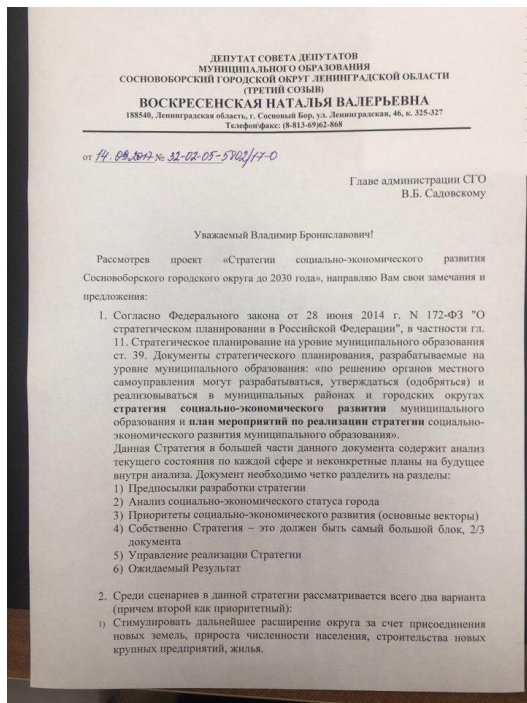 ДЕПУТАТ СОВЕТА ДЕПУТАТОВ
МУНИЦИПАЛЬНОГО ОБРАЗОВАНИЯ
СОСНОВОБОРСКИЙ ГОРОДСКОЙ ОКРУГ ЛЕНИНГРАДСКОЙ ОБЛАСТИ
(ТРЕТИЙ СОЗЫВ)
ВОСКРЕСЕНСКАЯ НАТАЛЬЯ ВАЛЕРЬЕВНА
188540, Ленинградская область, г. Сосновый Бор, ул. Ленинградская, 46, к. 325-327
Телефон\факс: (8-813-69)62-868
от 14.09.2017 № 32-02-05-5802/17-0
Главе администрации СГО
В.Б. Садовскому
Уважаемый Владимир Брониславович!
Рассмотрев проект «Стратегии социально-экономического развития
Сосновоборского городского округа до 2030 года», направляю Вам свои замечания и
предложения:
1. Согласно Федерального закона от 28 июня 2014 г. N 172-ФЗ "О
стратегическом планировании в Российской Федерации", в частности гл.
11. Стратегическое планирование на уровне муниципального образования
ст. 39. Документы стратегического планирования, разрабатываемые на
уровне муниципального образования: «по решению органов местного
самоуправления могут разрабатываться, утверждаться (одобряться) и
реализовываться в муниципальных районах и городских округах
стратегия социально-экономического развития муниципального
образования и план мероприятий по реализации стратегии социально-
экономического развития муниципального образования».
Данная Стратегия в большей части данного документа содержит анализ
текущего состояния по каждой сфере и неконкретные планы на будущее
внутри анализа. Документ необходимо четко разделить на разделы:
1) Предпосылки разработки стратегии
2) Анализ социально-экономического статуса города
3) Приоритеты социально-экономического развития (основные векторы)
4) Собственно Стратегия – это должен быть самый большой блок, 2/3
документа
5) Управление реализации Стратегии
6) Ожидаемый Результат
2. Среди сценариев в данной стратегии рассматривается всего два варианта
(причем второй как приоритетный):
1) Стимулировать дальнейшее расширение округа за счет присоединения
новых земель, прироста численности населения, строительства новых
крупных предприятий, жилья.